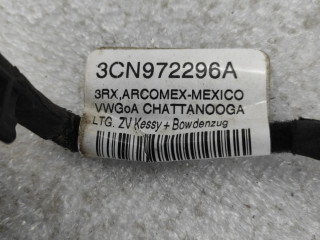 3CN972296A
3RX,ARCOMEX-MEXICO
VWGoA CHATTANOOGA
LTG. ZV Kessy + Bowdenzug